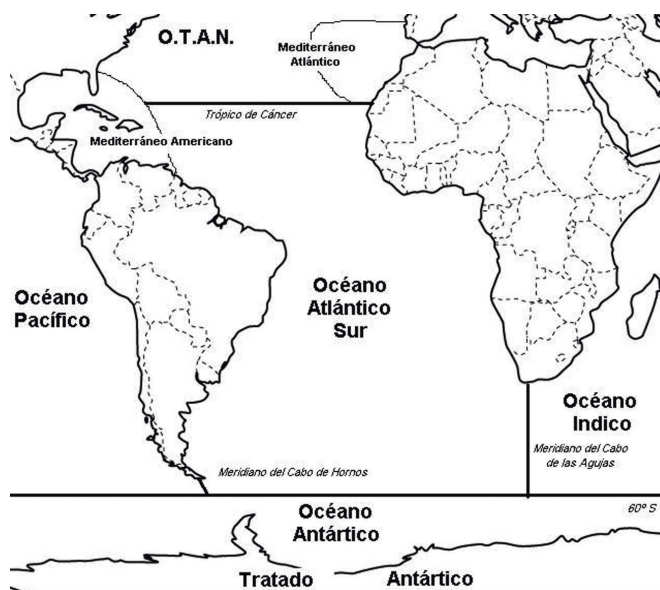 O.T.A.N.
Mediterráneo
Atlántico
Trópico de Cáncer
Mediterráneo Americano
Océano
Pacífico
Océano
Atlántico
Sur
Océano
Indico
Meridiano del Cabo
de las Agujas
Meridiano del Cabo de Hornos
60º S
Océano
Antártico
Tratado Antártico